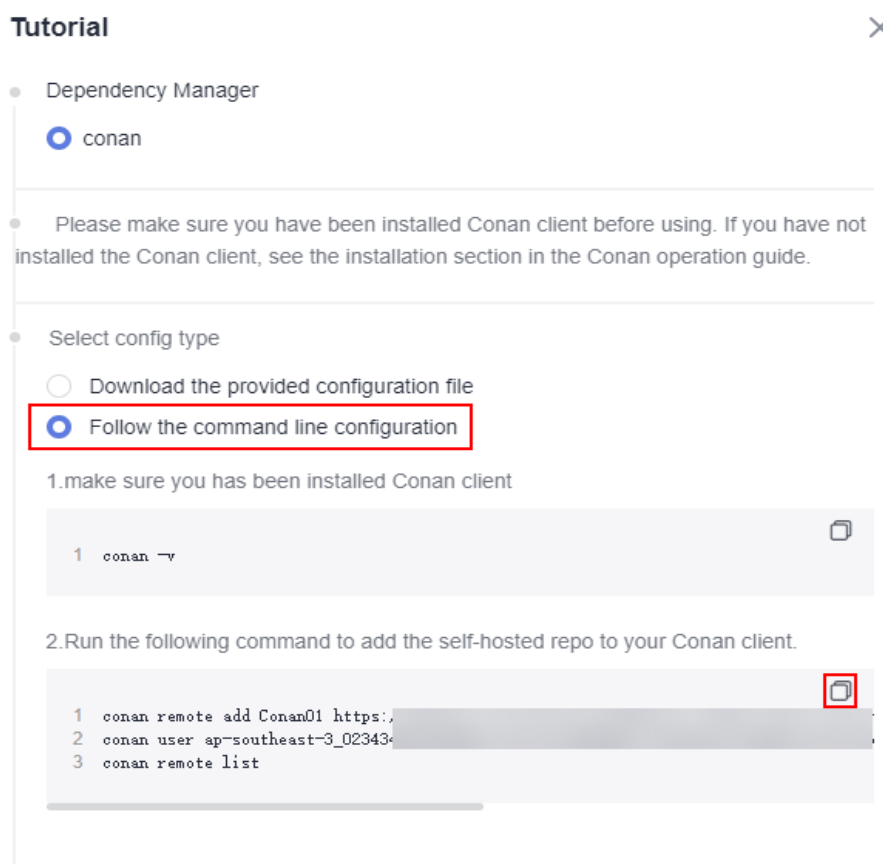 Tutorial
Dependency Manager
conan
Please make sure you have been installed Conan client before using. If you have not
installed the Conan client, see the installation section in the Conan operation guide.
Select config type
Download the provided configuration file
Follow the command line configuration
1.make sure you has been installed Conan client
1 conan -v
2.Run the following command to add the self-hosted repo to your Conan client.
1 conan remote add Conan01 https:/
2 conan user ap-southeast-3_02343
3 conan remote list